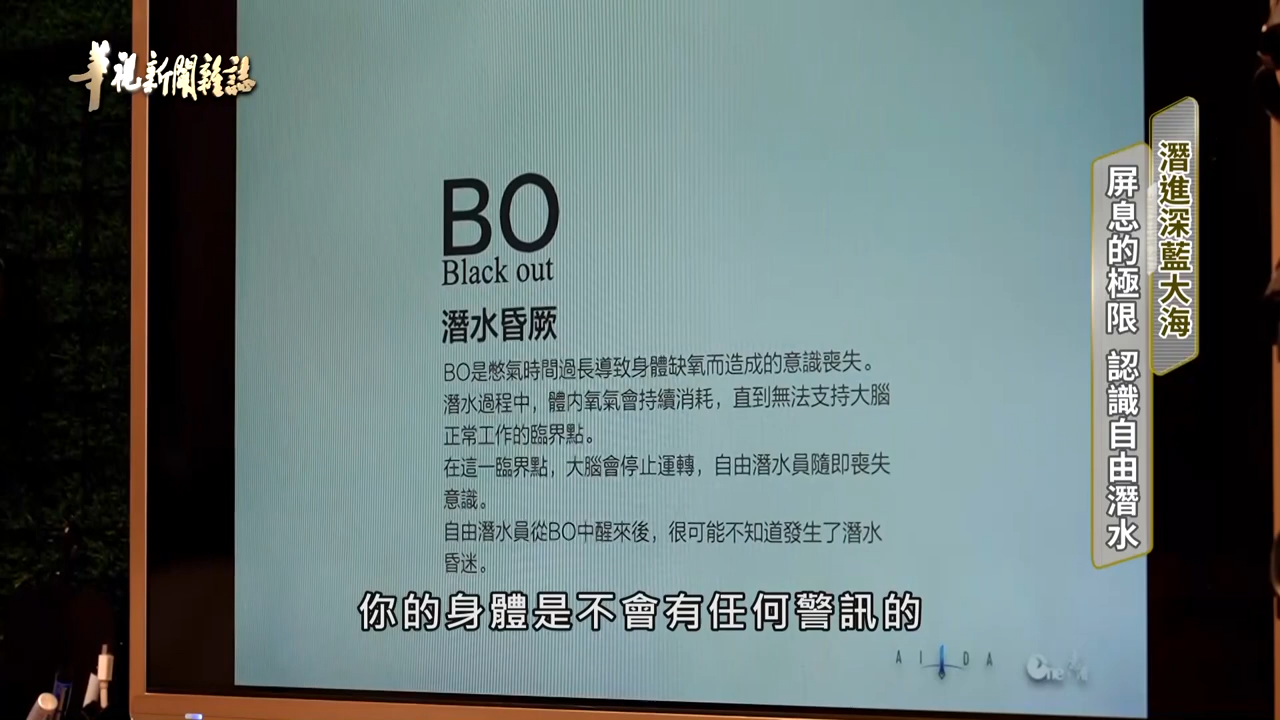 華視新聞雜誌
潛進深藍大海
屏息的極限 認識自由潛水
BO
Black out
潛水昏厥
BO是憋氣時間過長導致身體缺氧而造成的意識喪失。
潛水過程中，體內氧氣會持續消耗，直到無法支持大腦
正常工作的臨界點。
在這一臨界點，大腦會停止運轉，自由潛水員隨即喪失
意識。
自由潛水員從BO中醒來後，很可能不知道發生了潛水
昏迷。
你的身體是不會有任何警訊的
AIDA